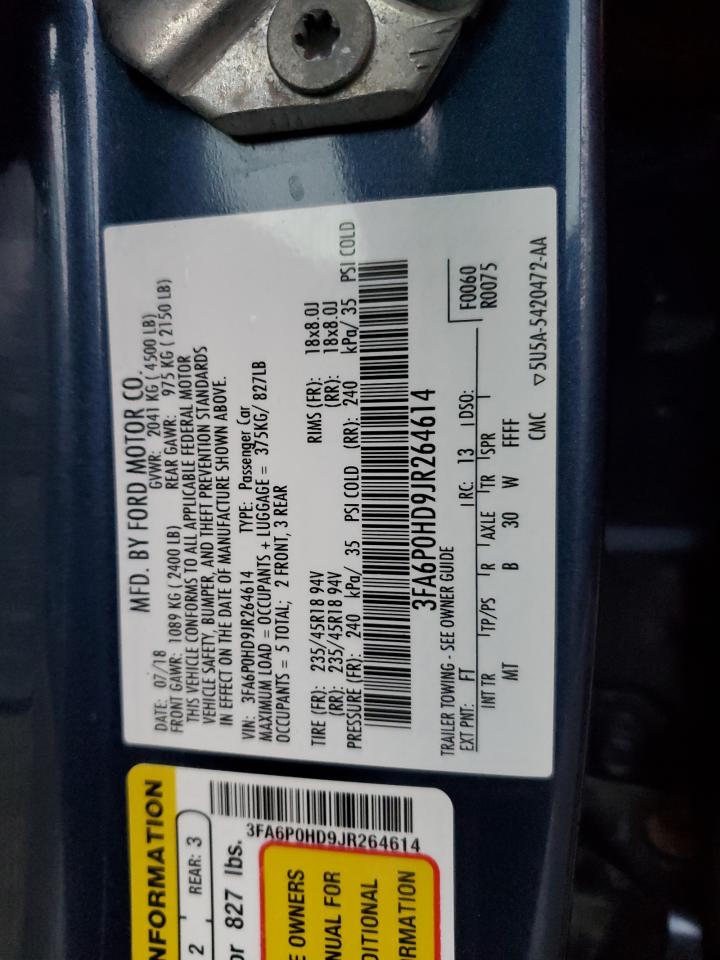 MFD. BY FORD MOTOR CO.
DATE: 07/18 GVWR: 2041 KG ( 4500 LB)
FRONT GAWR: 1089 KG ( 2400 LB) REAR GAWR: 975 KG ( 2150 LB)
THIS VEHICLE CONFORMS TO ALL APPLICABLE FEDERAL MOTOR
VEHICLE SAFETY, BUMPER, AND THEFT PREVENTION STANDARDS
IN EFFECT ON THE DATE OF MANUFACTURE SHOWN ABOVE.
VIN: 3FA6P0HD9JR264614 TYPE: Passenger Car
MAXIMUM LOAD = OCCUPANTS + LUGGAGE = 375KG/ 827LB
OCCUPANTS = 5 TOTAL; 2 FRONT, 3 REAR
TIRE (FR): 235/45R18 94V RIMS (FR): 18x8.0J
(RR): 235/45R18 94V (RR): 18x8.0J
PRESSURE (FR): 240 kPa/ 35 PSI COLD (RR): 240 kPa/ 35 PSI COLD
3FA6P0HD9JR264614
TRAILER TOWING - SEE OWNER GUIDE
EXT PNT: FT RC: 13 DSO: F0060
R0075
INT TR TP/PS R AXLE TR SPR
MT B 30 W FFFF
CMC ▽5U5A-5420472-AA
NFORMATION
2 REAR: 3
or 827 lbs.
3FA6P0HD9JR264614
E OWNERS
NUAL FOR
DITIONAL
RMATION